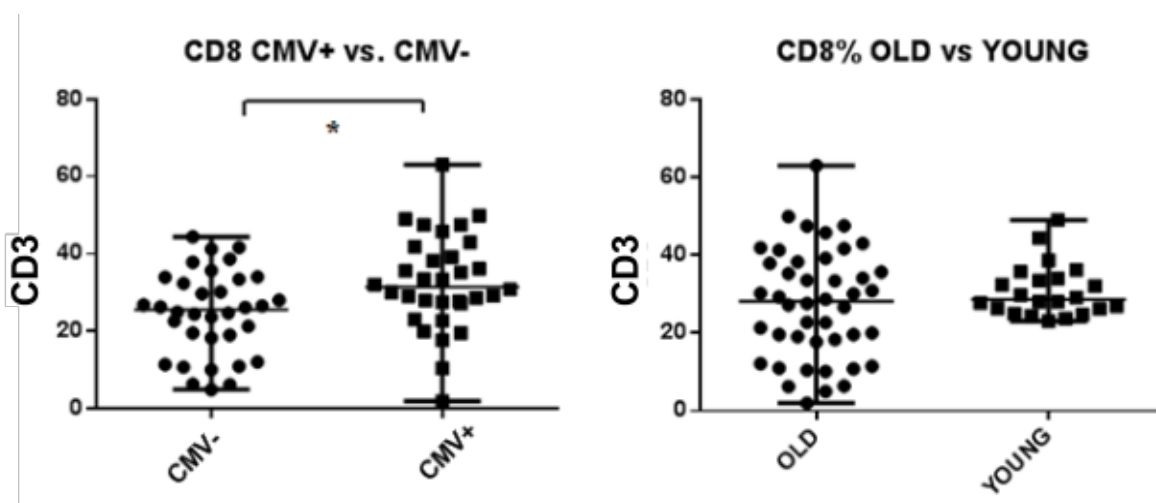 CD8 CMV+ vs. CMV-
80
60
40
20
0
CD3
*
CMV-
CMV+
CD8% OLD vs YOUNG
80
60
40
20
0
CD3
OLD
YOUNG